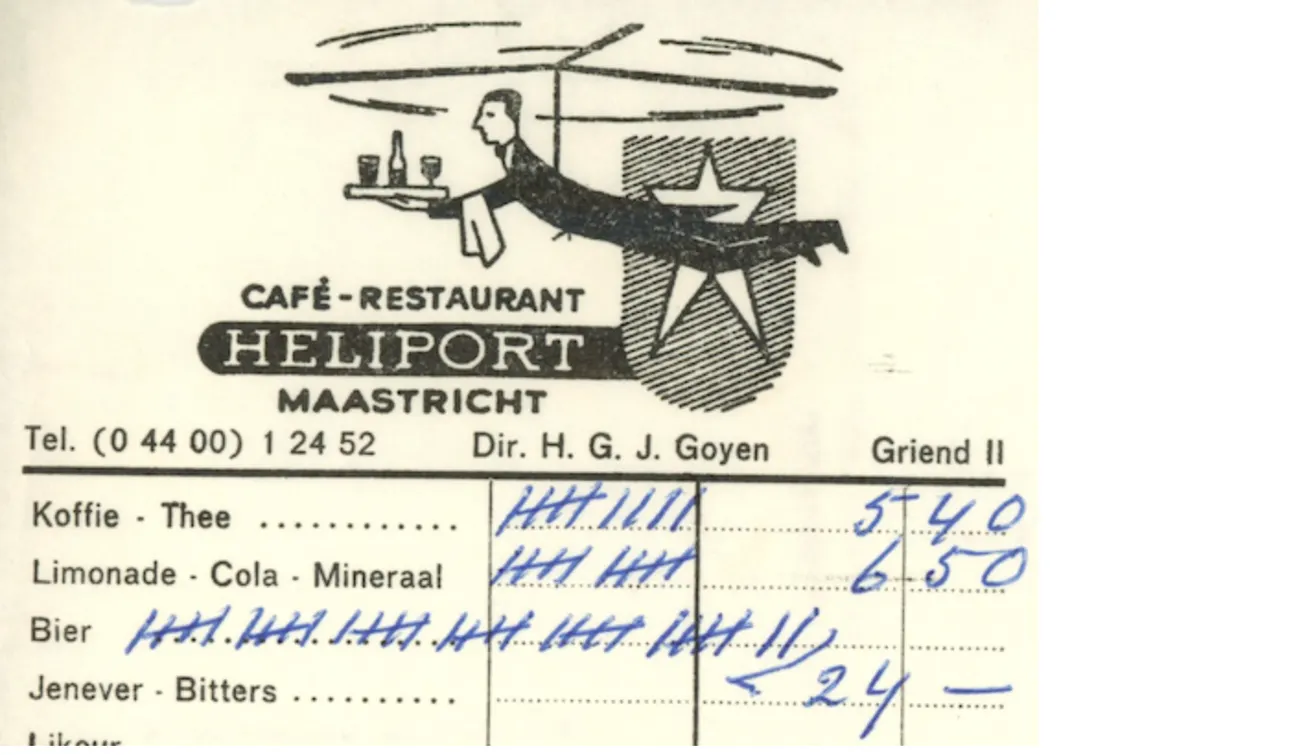 CAFÉ-RESTAURANT
HELIPORT
MAASTRICHT
Tel. (0 44 00) 1 24 52 Dir. H. G. J. Goyen Griend II
Koffie - Thee ............ 5 40
Limonade - Cola - Mineraal 6 50
Bier
Jenever - Bitters .......... 24 —
Likeur